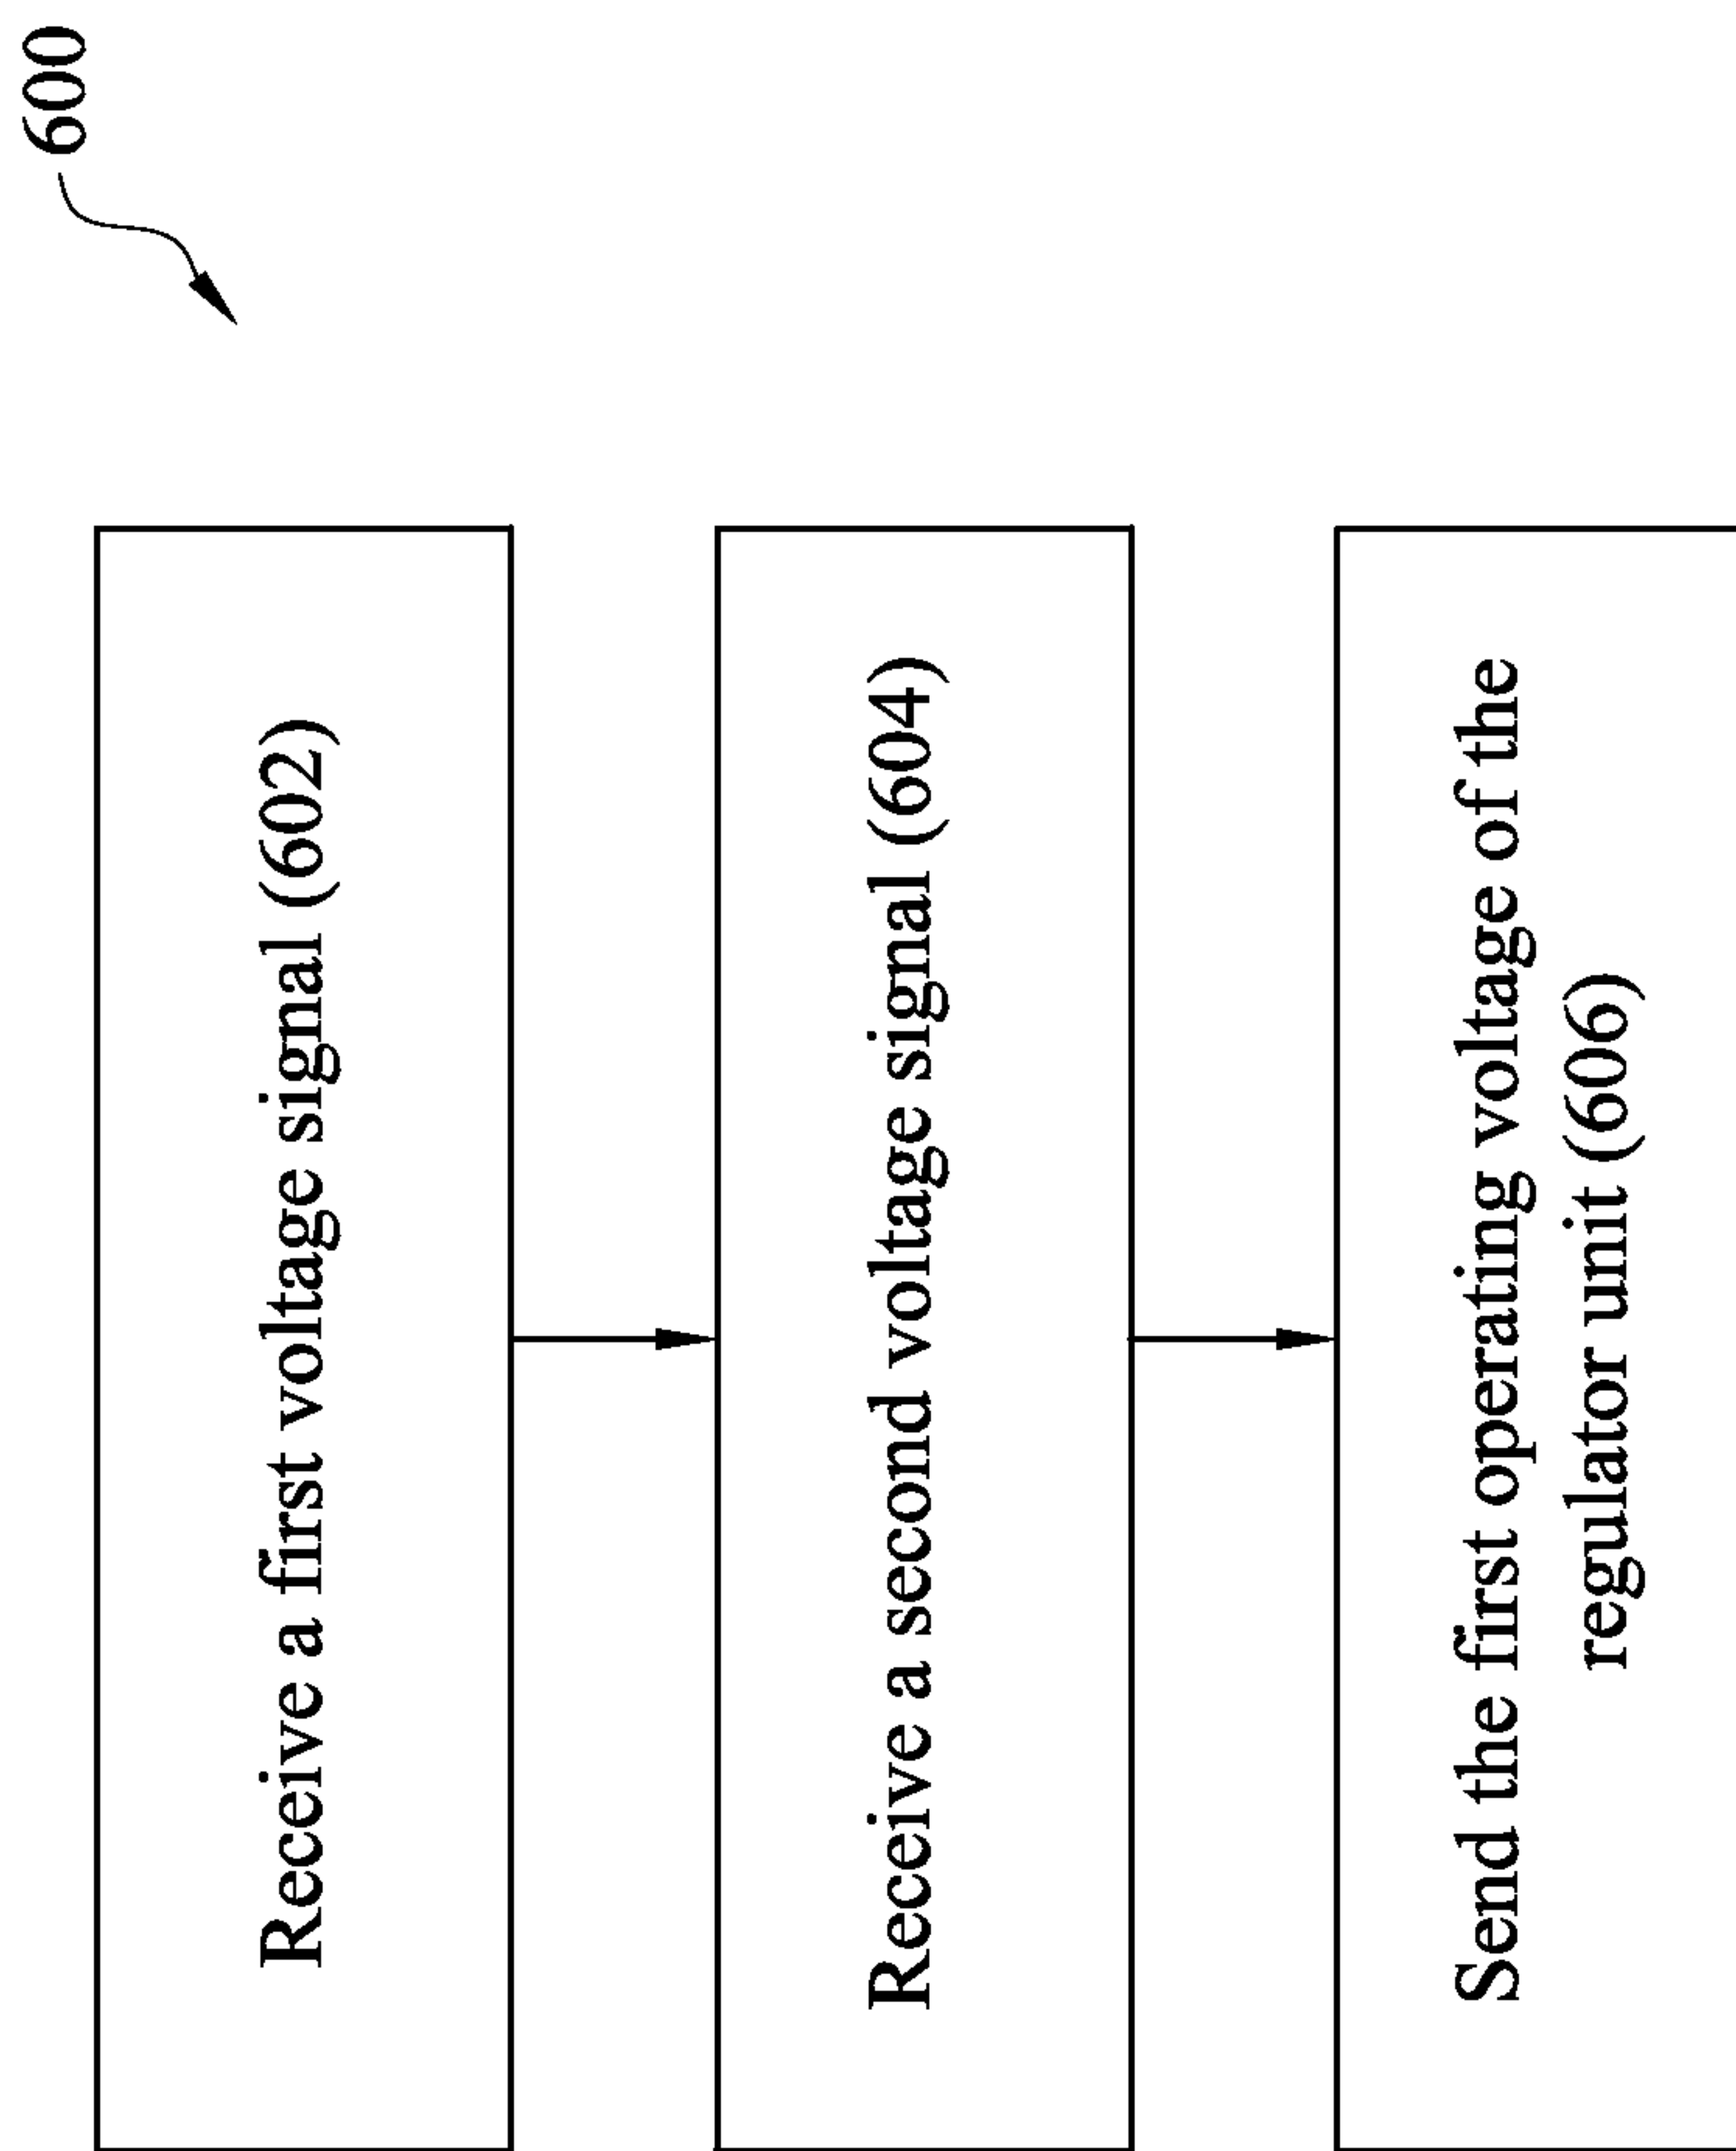 600
Receive a first voltage signal (602)
Receive a second voltage signal (604)
Send the first operating voltage of the
regulator unit (606)